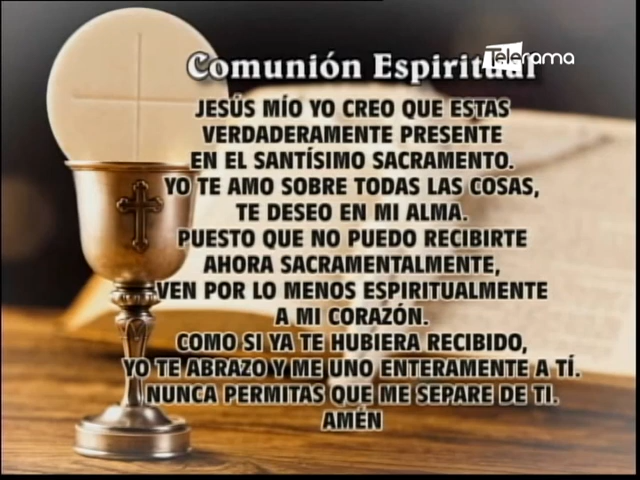 Comunión Espiritual
Telerama
JESÚS MÍO YO CREO QUE ESTAS
VERDADERAMENTE PRESENTE
EN EL SANTÍSIMO SACRAMENTO.
YO TE AMO SOBRE TODAS LAS COSAS,
TE DESEO EN MI ALMA.
PUESTO QUE NO PUEDO RECIBIRTE
AHORA SACRAMENTALMENTE,
VEN POR LO MENOS ESPIRITUALMENTE
A MI CORAZÓN.
COMO SI YA TE HUBIERA RECIBIDO,
YO TE ABRAZO Y ME UNO ENTERAMENTE A TÍ.
NUNCA PERMITAS QUE ME SEPARE DE TI.
AMÉN